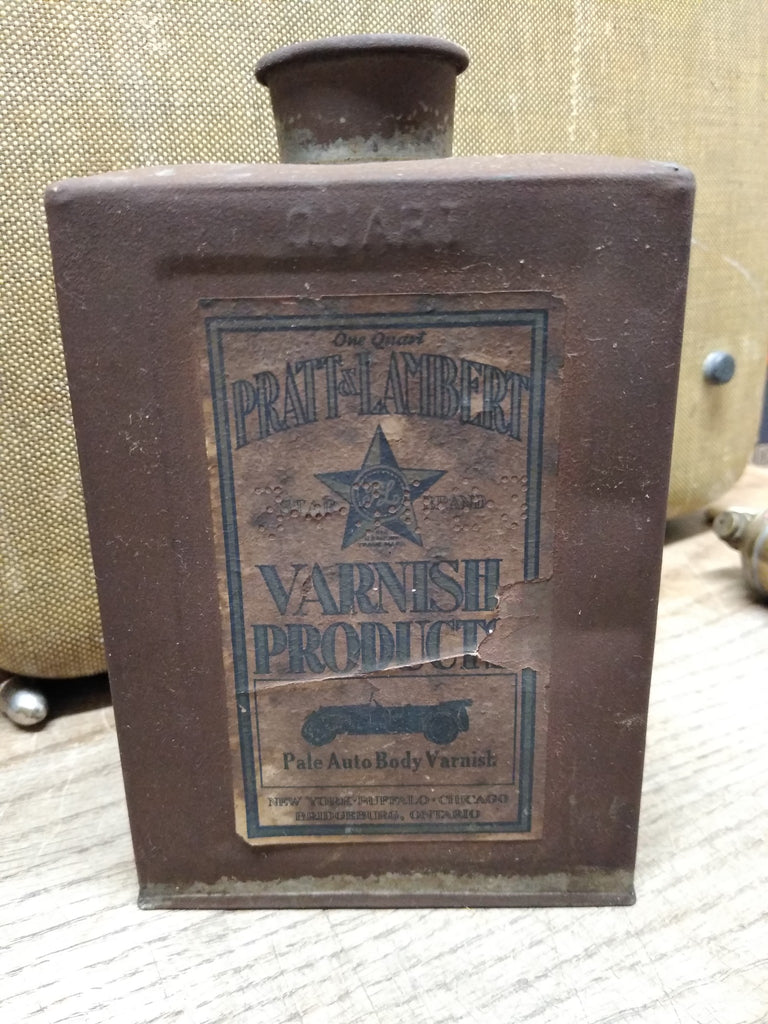 QUART
One Quart
PRATT & LAMBERT
STAR BRAND
VARNISH
PRODUCTS
Pale Auto Body Varnish
NEW YORK·BUFFALO·CHICAGO
BRIDGEBURG, ONTARIO